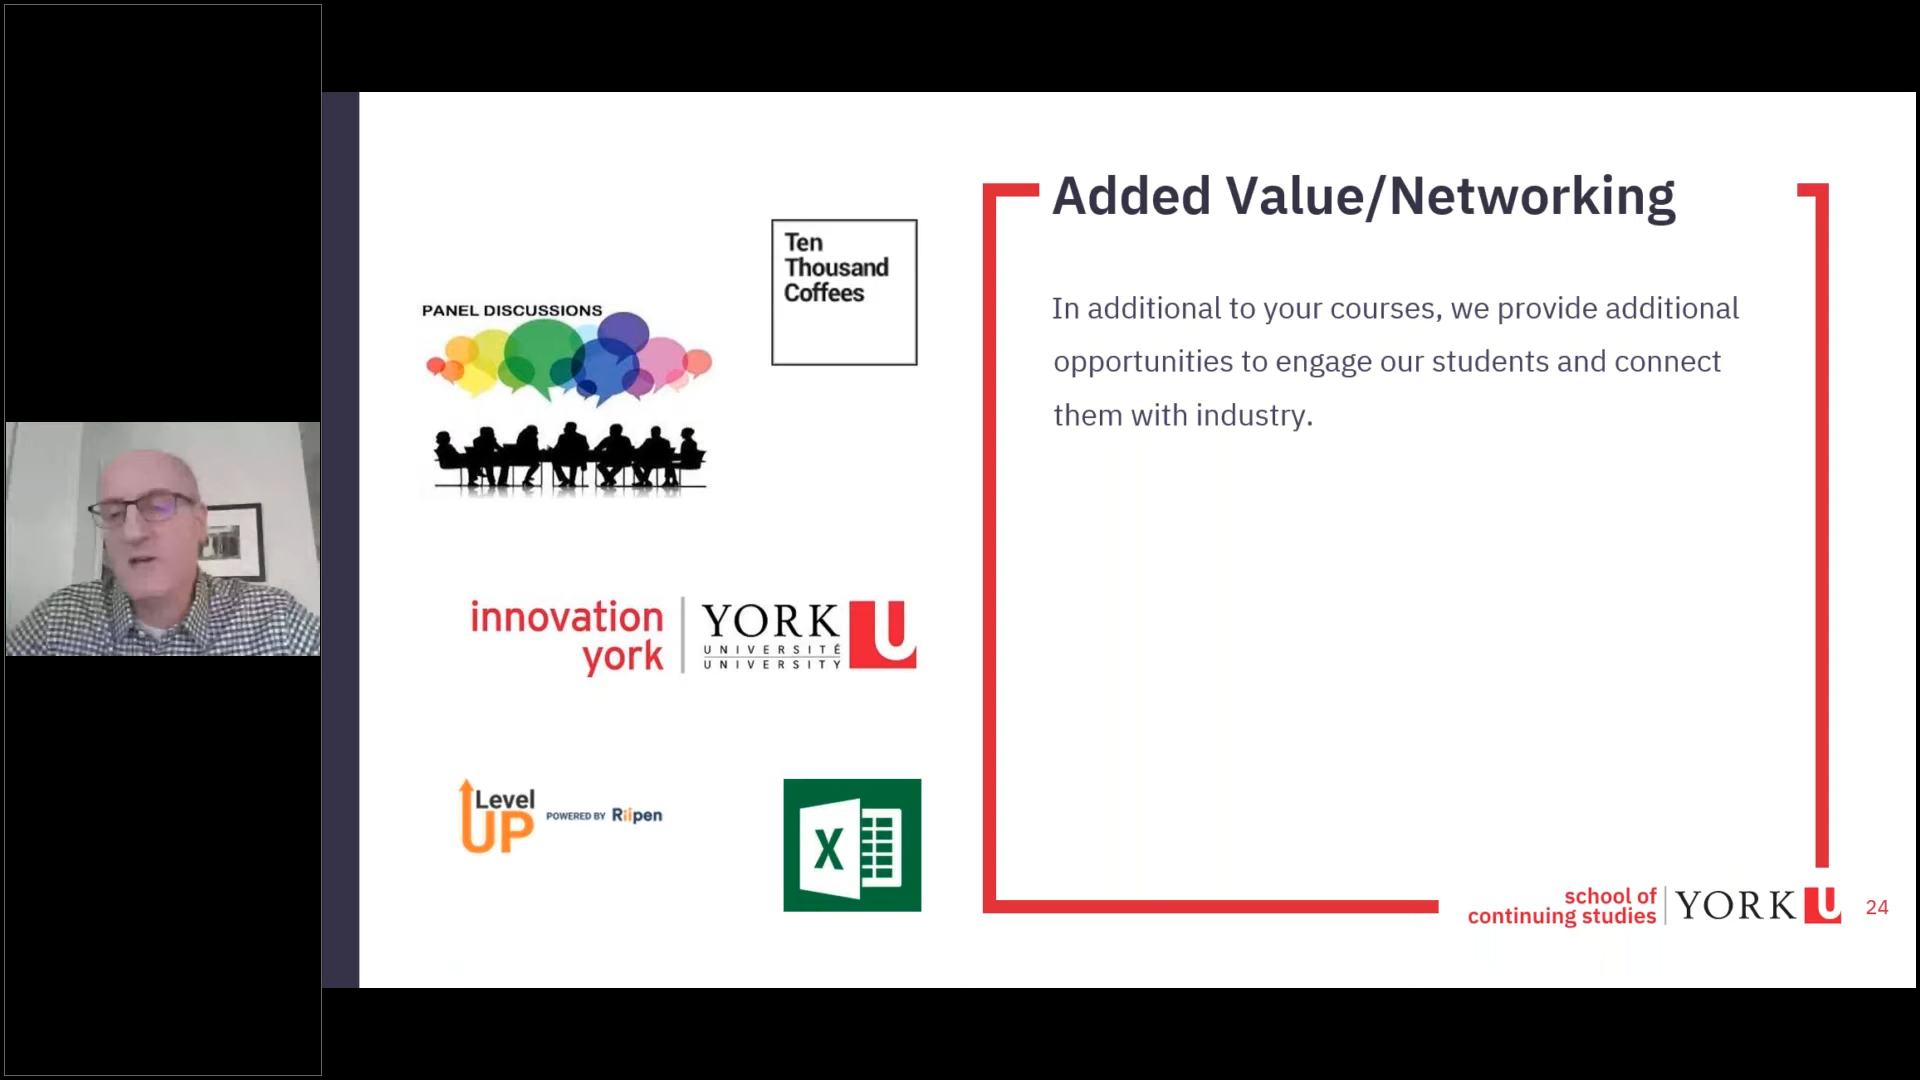 Added Value/Networking
In additional to your courses, we provide additional
opportunities to engage our students and connect
them with industry.
Ten
Thousand
Coffees
PANEL DISCUSSIONS
innovation
york
YORK
UNIVERSITÉ
UNIVERSITY
U
Level
UP
POWERED BY Riipen
X
school of
continuing studies
YORK U
24